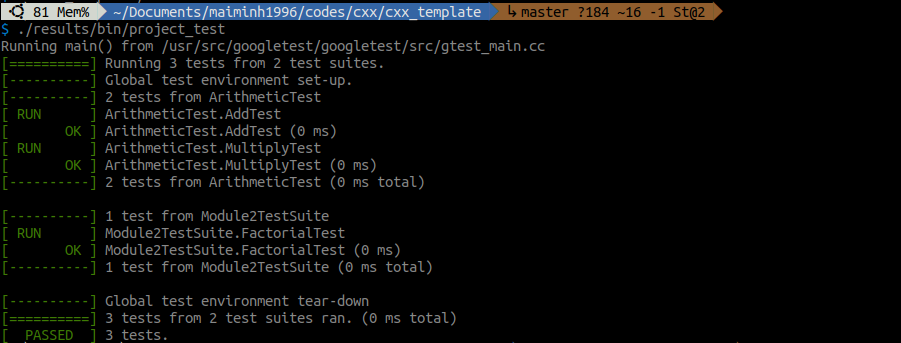 81 Mem% ~/Documents/maiminh1996/codes/cxx/cxx_template master ?184 ~16 -1 St@2
$ ./results/bin/project_test
Running main() from /usr/src/googletest/googletest/src/gtest_main.cc
[==========] Running 3 tests from 2 test suites.
[----------] Global test environment set-up.
[----------] 2 tests from ArithmeticTest
[ RUN      ] ArithmeticTest.AddTest
[       OK ] ArithmeticTest.AddTest (0 ms)
[ RUN      ] ArithmeticTest.MultiplyTest
[       OK ] ArithmeticTest.MultiplyTest (0 ms)
[----------] 2 tests from ArithmeticTest (0 ms total)
[----------] 1 test from Module2TestSuite
[ RUN      ] Module2TestSuite.FactorialTest
[       OK ] Module2TestSuite.FactorialTest (0 ms)
[----------] 1 test from Module2TestSuite (0 ms total)
[----------] Global test environment tear-down
[==========] 3 tests from 2 test suites ran. (0 ms total)
[  PASSED  ] 3 tests.